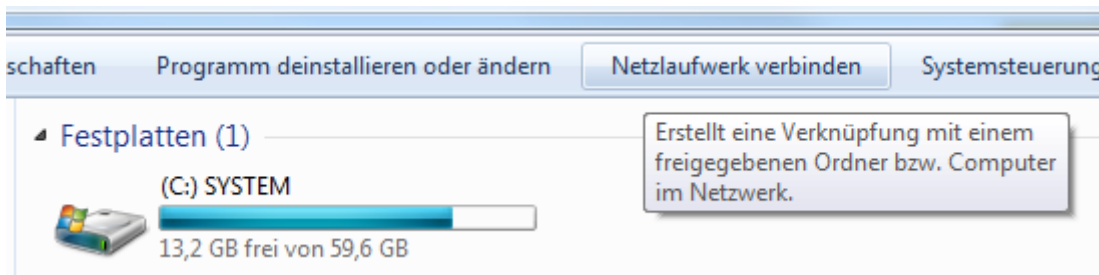 schaften Programm deinstallieren oder ändern Netzlaufwerk verbinden Systemsteuerung
Festplatten (1)
Erstellt eine Verknüpfung mit einem
freigegebenen Ordner bzw. Computer
im Netzwerk.
(C:) SYSTEM
13,2 GB frei von 59,6 GB